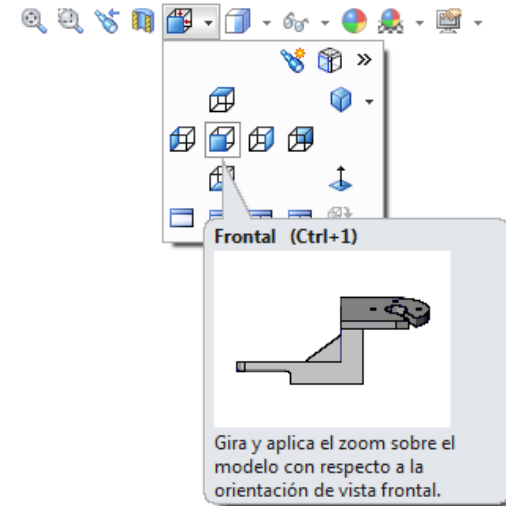 »
Frontal (Ctrl+1)
Gira y aplica el zoom sobre el
modelo con respecto a la
orientación de vista frontal.